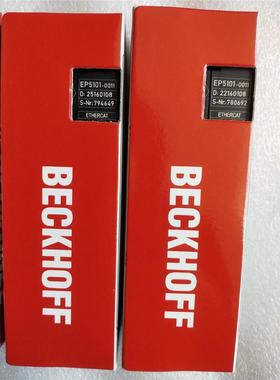 EP5101-0011
D: 25160108
S-Nr: 794649
ETHERCAT
BECKHOFF
EP5101-0011
D: 22160108
S-Nr: 780692
ETHERCAT
BECKHOFF